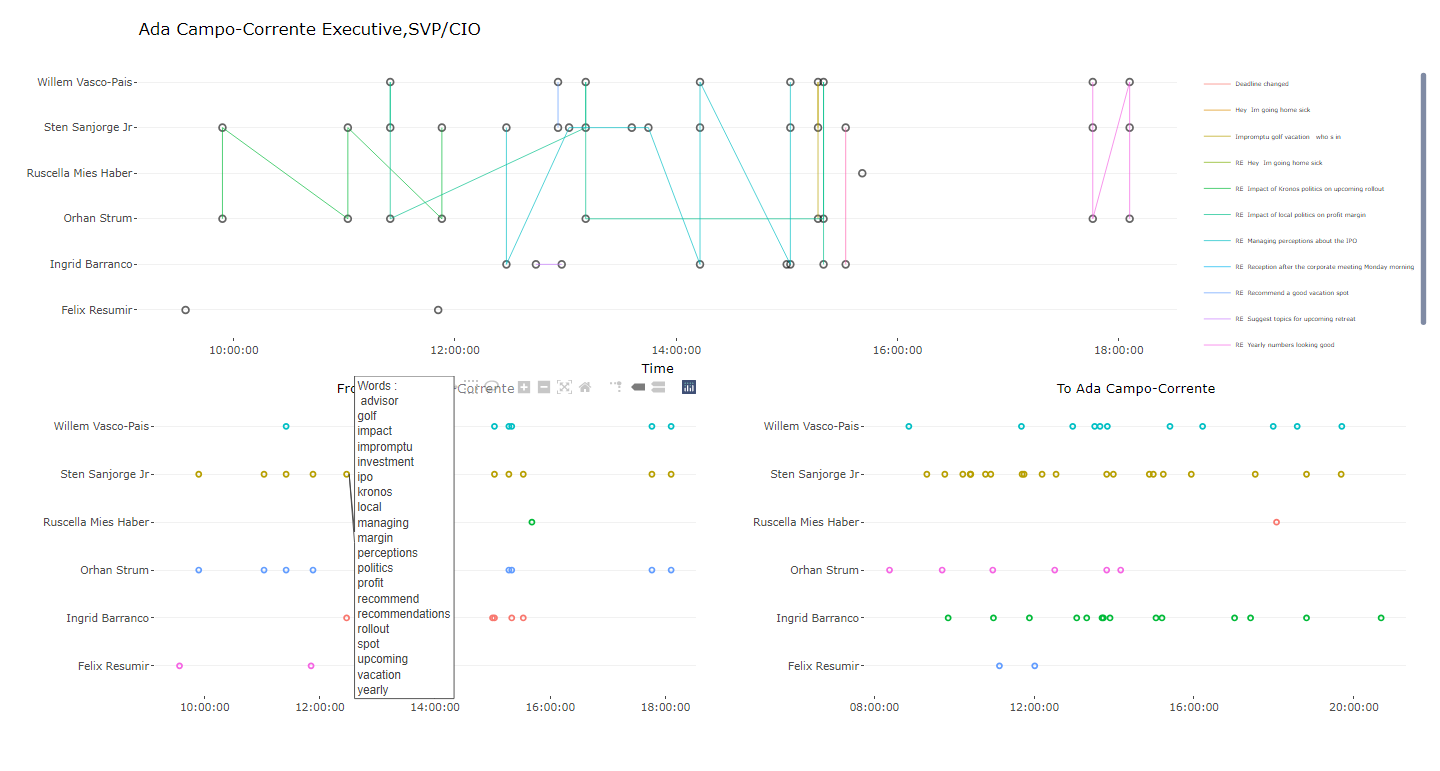 Ada Campo-Corrente Executive,SVP/CIO
Willem Vasco-Pais
Sten Sanjorge Jr
Ruscella Mies Haber
Orhan Strum
Ingrid Barranco
Felix Resumir
10:00:00 12:00:00 14:00:00 16:00:00 18:00:00
Time
Deadline changed
Hey Im going home sick
Impromptu golf vacation who s in
RE Hey Im going home sick
RE Impact of Kronos politics on upcoming rollout
RE Impact of local politics on profit margin
RE Managing perceptions about the IPO
RE Reception after the corporate meeting Monday morning
RE Recommend a good vacation spot
RE Suggest topics for upcoming retreat
RE Yearly numbers looking good
Corrente
Willem Vasco-Pais
Sten Sanjorge Jr
Ruscella Mies Haber
Orhan Strum
Ingrid Barranco
Felix Resumir
10:00:00 12:00:00 14:00:00 16:00:00 18:00:00
Words :
advisor
golf
impact
impromptu
investment
ipo
kronos
local
managing
margin
perceptions
politics
profit
recommend
recommendations
rollout
spot
upcoming
vacation
yearly
To Ada Campo-Corrente
Willem Vasco-Pais
Sten Sanjorge Jr
Ruscella Mies Haber
Orhan Strum
Ingrid Barranco
Felix Resumir
08:00:00 12:00:00 16:00:00 20:00:00